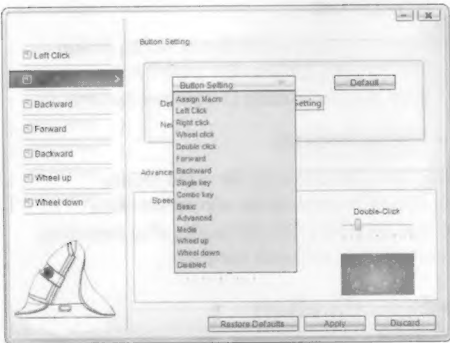 Button Setting
Left Click
Backward
Forward
Backward
Wheel up
Wheel down
Button Setting
Default
Setting
Assign Macro
Left Click
Right click
Wheel click
Double click
Forward
Backward
Single key
Combo key
Basic
Advanced
Media
Wheel up
Wheel down
Disabled
Advance
Speed
Double-Click
Restore Defaults
Apply
Discard